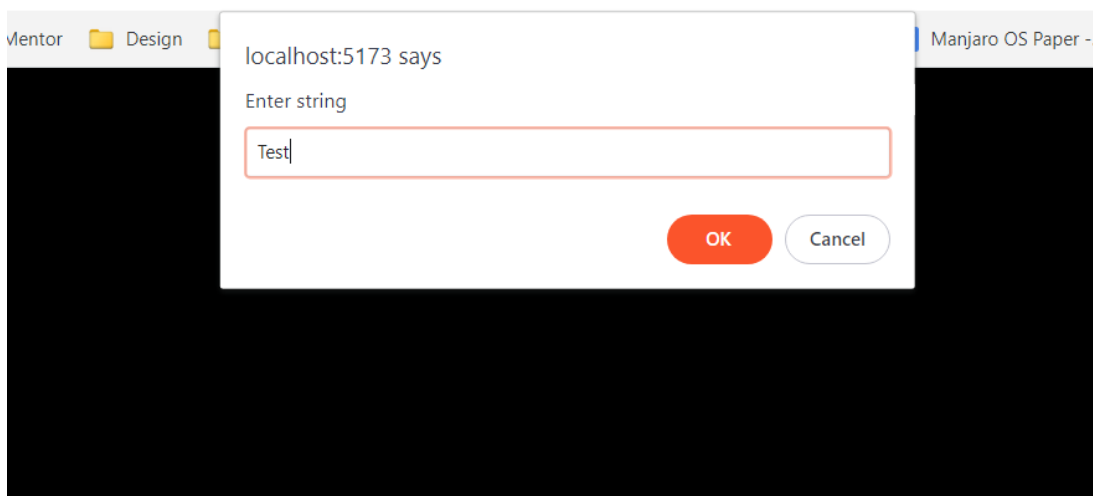 Mentor Design Manjaro OS Paper -
localhost:5173 says
Enter string
Test
OK Cancel